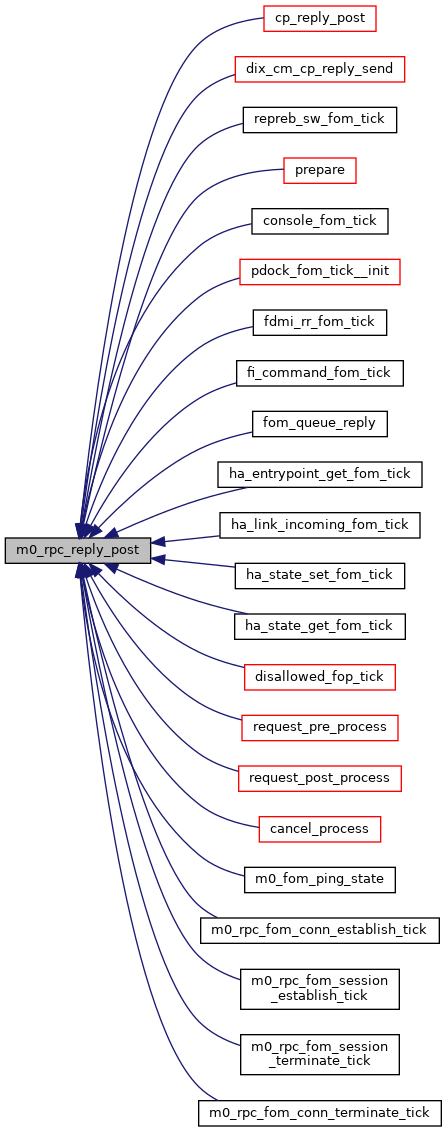 cp_reply_post
dix_cm_cp_reply_send
repreb_sw_fom_tick
prepare
console_fom_tick
pdock_fom_tick__init
fdmi_rr_fom_tick
fi_command_fom_tick
fom_queue_reply
ha_entrypoint_get_fom_tick
ha_link_incoming_fom_tick
m0_rpc_reply_post
ha_state_set_fom_tick
ha_state_get_fom_tick
disallowed_fop_tick
request_pre_process
request_post_process
cancel_process
m0_fom_ping_state
m0_rpc_fom_conn_establish_tick
m0_rpc_fom_session
_establish_tick
m0_rpc_fom_session
_terminate_tick
m0_rpc_fom_conn_terminate_tick